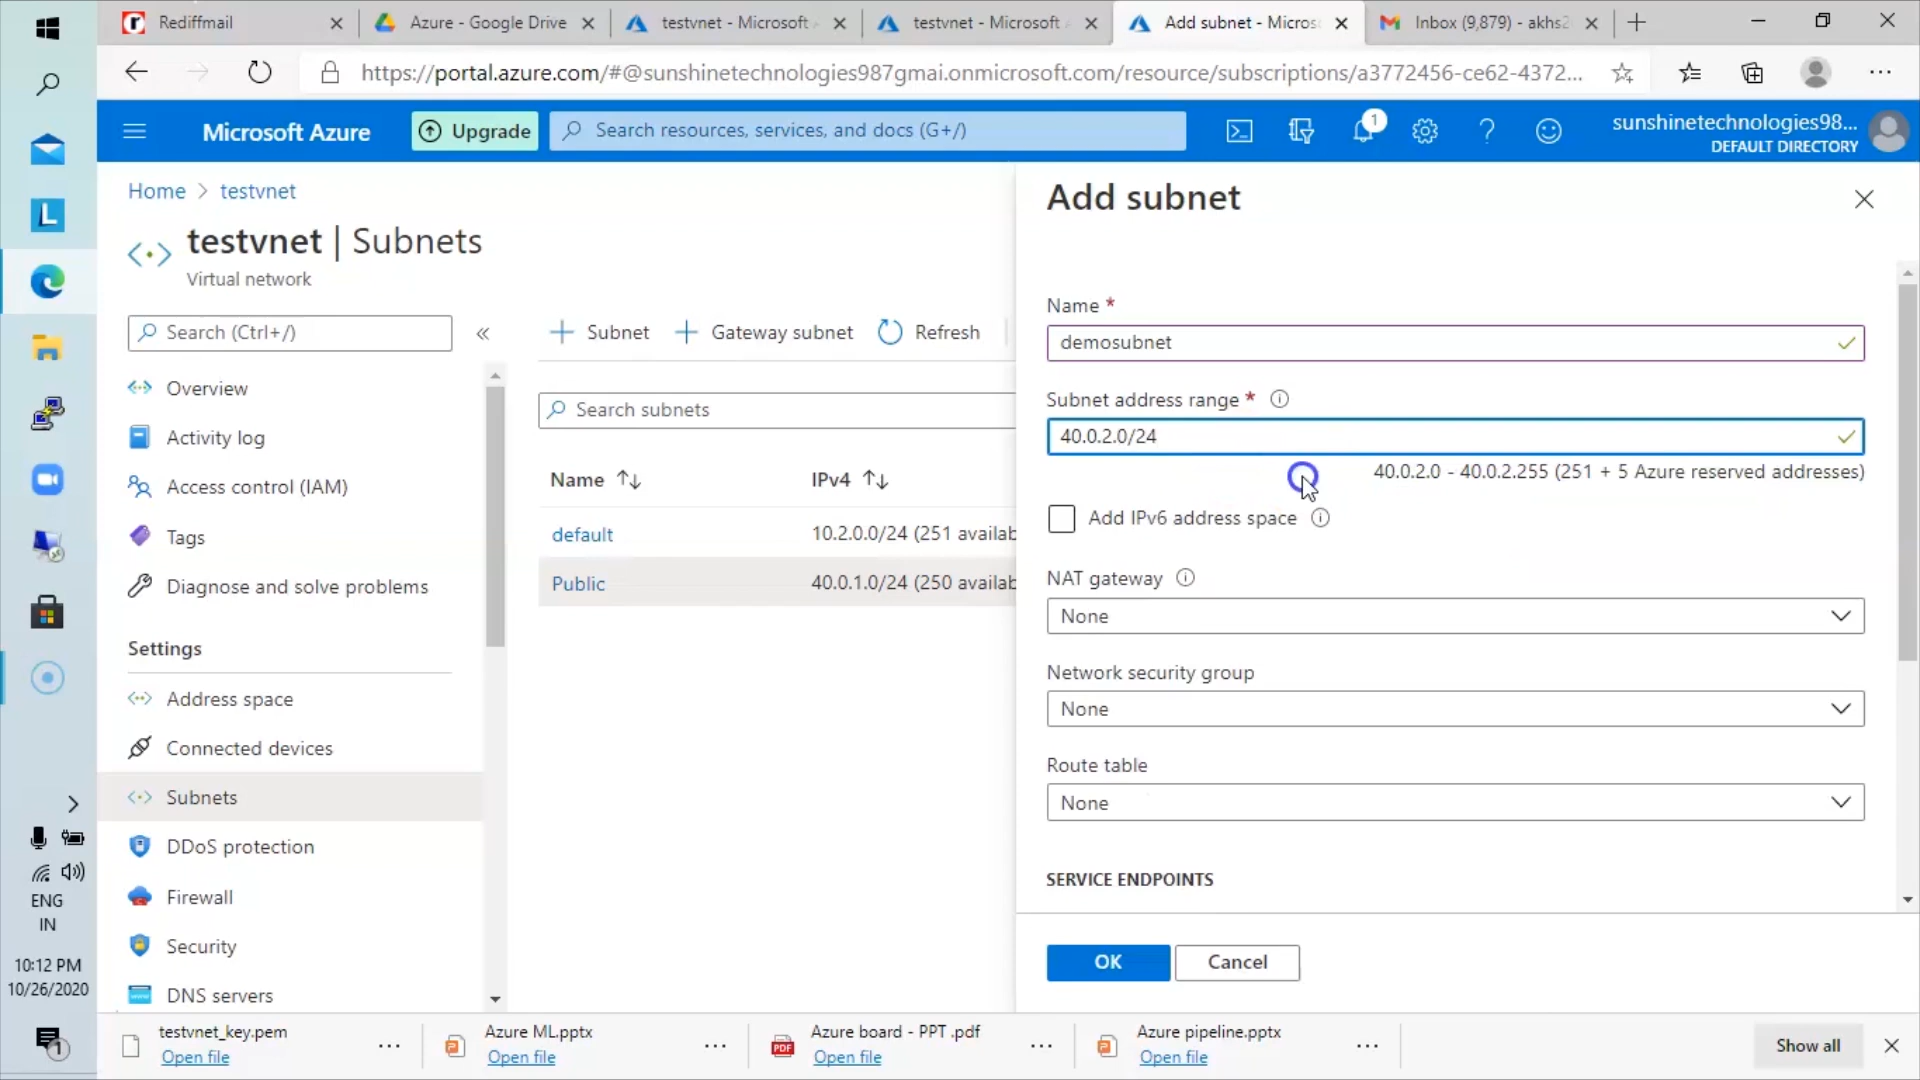 Rediffmail
Azure - Google Drive
testvnet - Microsoft
testvnet - Microsoft
Add subnet - Micros
Inbox (9,879) - akhs2
https://portal.azure.com/#@sunshinetechnologies987gmai.onmicrosoft.com/resource/subscriptions/a3772456-ce62-4372...
Microsoft Azure
Upgrade
Search resources, services, and docs (G+/)
1
sunshinetechnologies98...
DEFAULT DIRECTORY
Home > testvnet
testvnet | Subnets
Virtual network
Search (Ctrl+/)
Overview
Activity log
Access control (IAM)
Tags
Diagnose and solve problems
Settings
Address space
Connected devices
Subnets
DDoS protection
Firewall
Security
DNS servers
+ Subnet
+ Gateway subnet
Refresh
Search subnets
Name
IPv4
default
10.2.0.0/24 (251 availab
Public
40.0.1.0/24 (250 availab
Add subnet
Name *
demosubnet
Subnet address range *
40.0.2.0/24
40.0.2.0 - 40.0.2.255 (251 + 5 Azure reserved addresses)
Add IPv6 address space
NAT gateway
None
Network security group
None
Route table
None
SERVICE ENDPOINTS
OK
Cancel
ENG
IN
10:12 PM
10/26/2020
1
testvnet_key.pem
Open file
Azure ML.pptx
Open file
PDF
Azure board - PPT .pdf
Open file
Azure pipeline.pptx
Open file
Show all